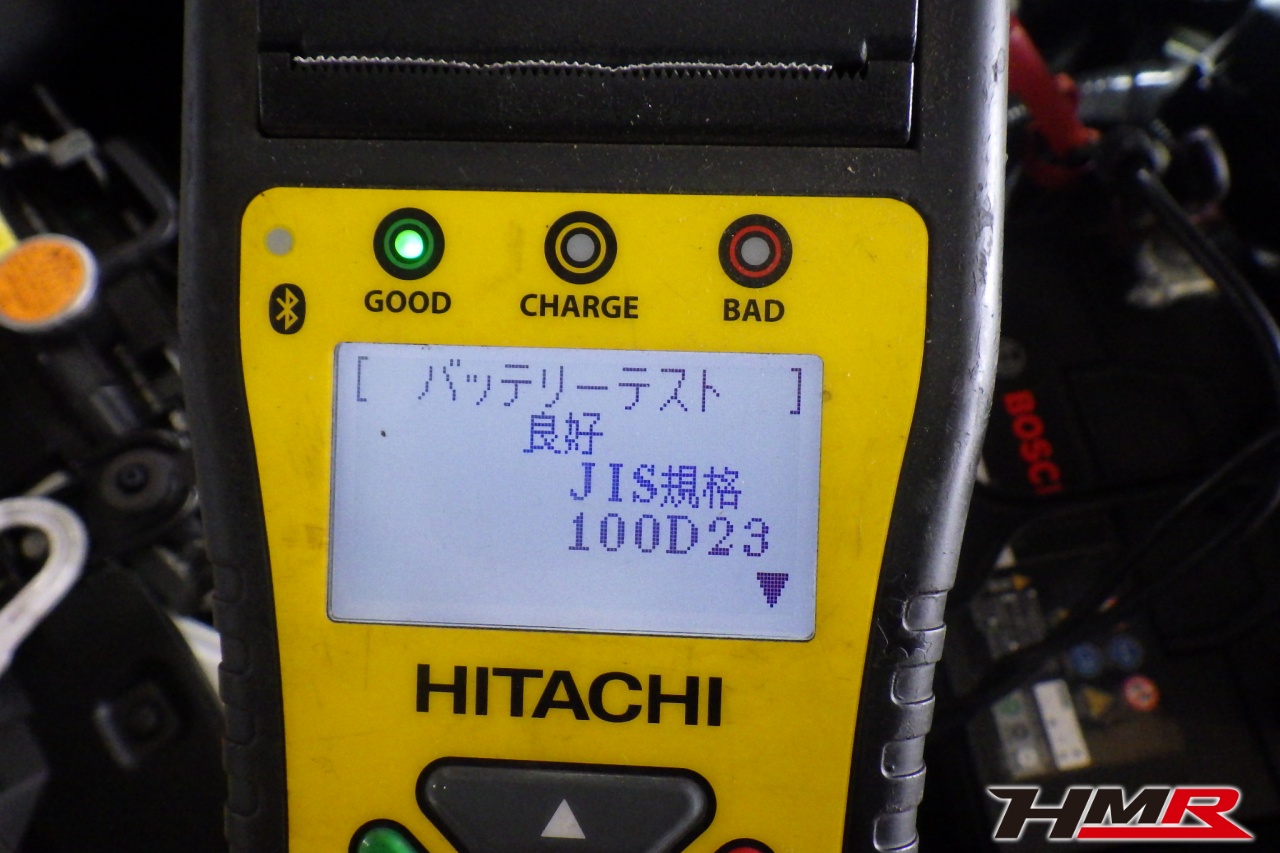 GOOD
CHARGE
BAD
[ バッテリーテスト ]
良好
JIS規格
100D23
HITACHI
BOSCH
HMR